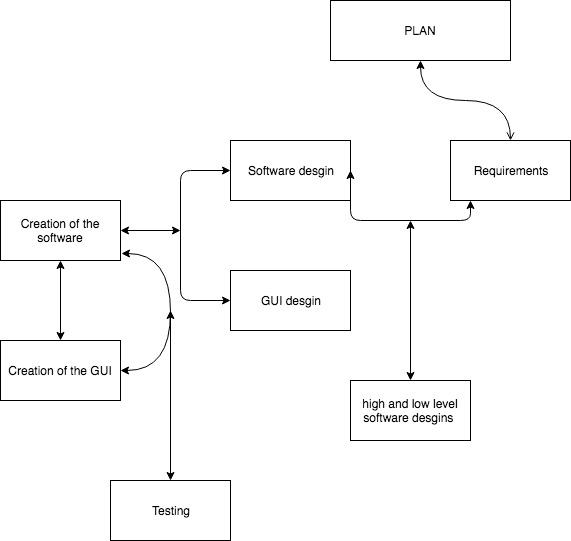 PLAN
Software desgin
Requirements
Creation of the
software
GUI desgin
Creation of the GUI
high and low level
software desgins
Testing